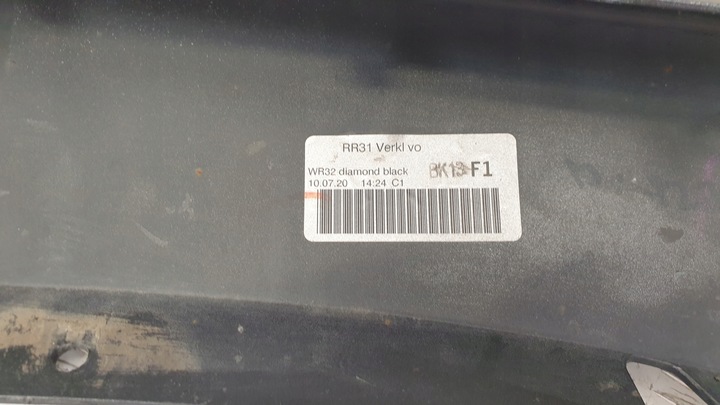 RR31 Verkl vo
WR32 diamond black BK13 F1
10.07.20 14:24 C1